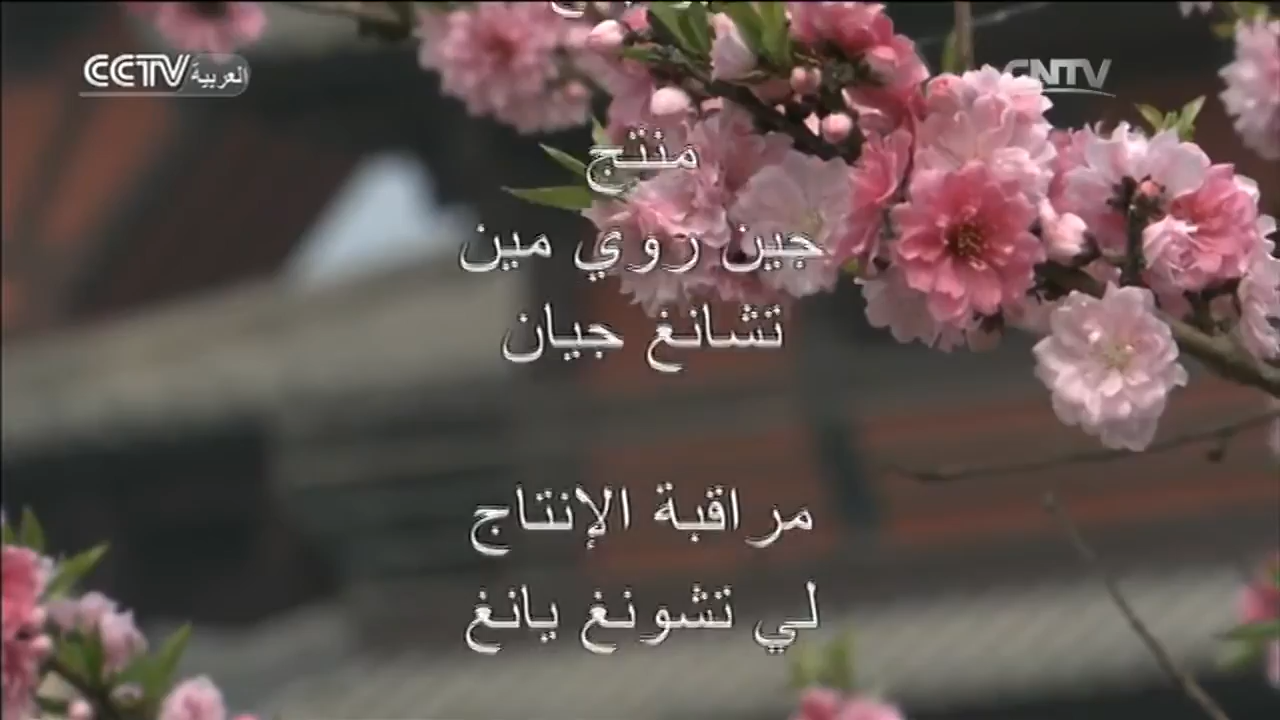 CCTV العربية
CNTV
منتج
جين روي مين
تشانغ جيان
مراقبة الإنتاج
لي تشونغ يانغ